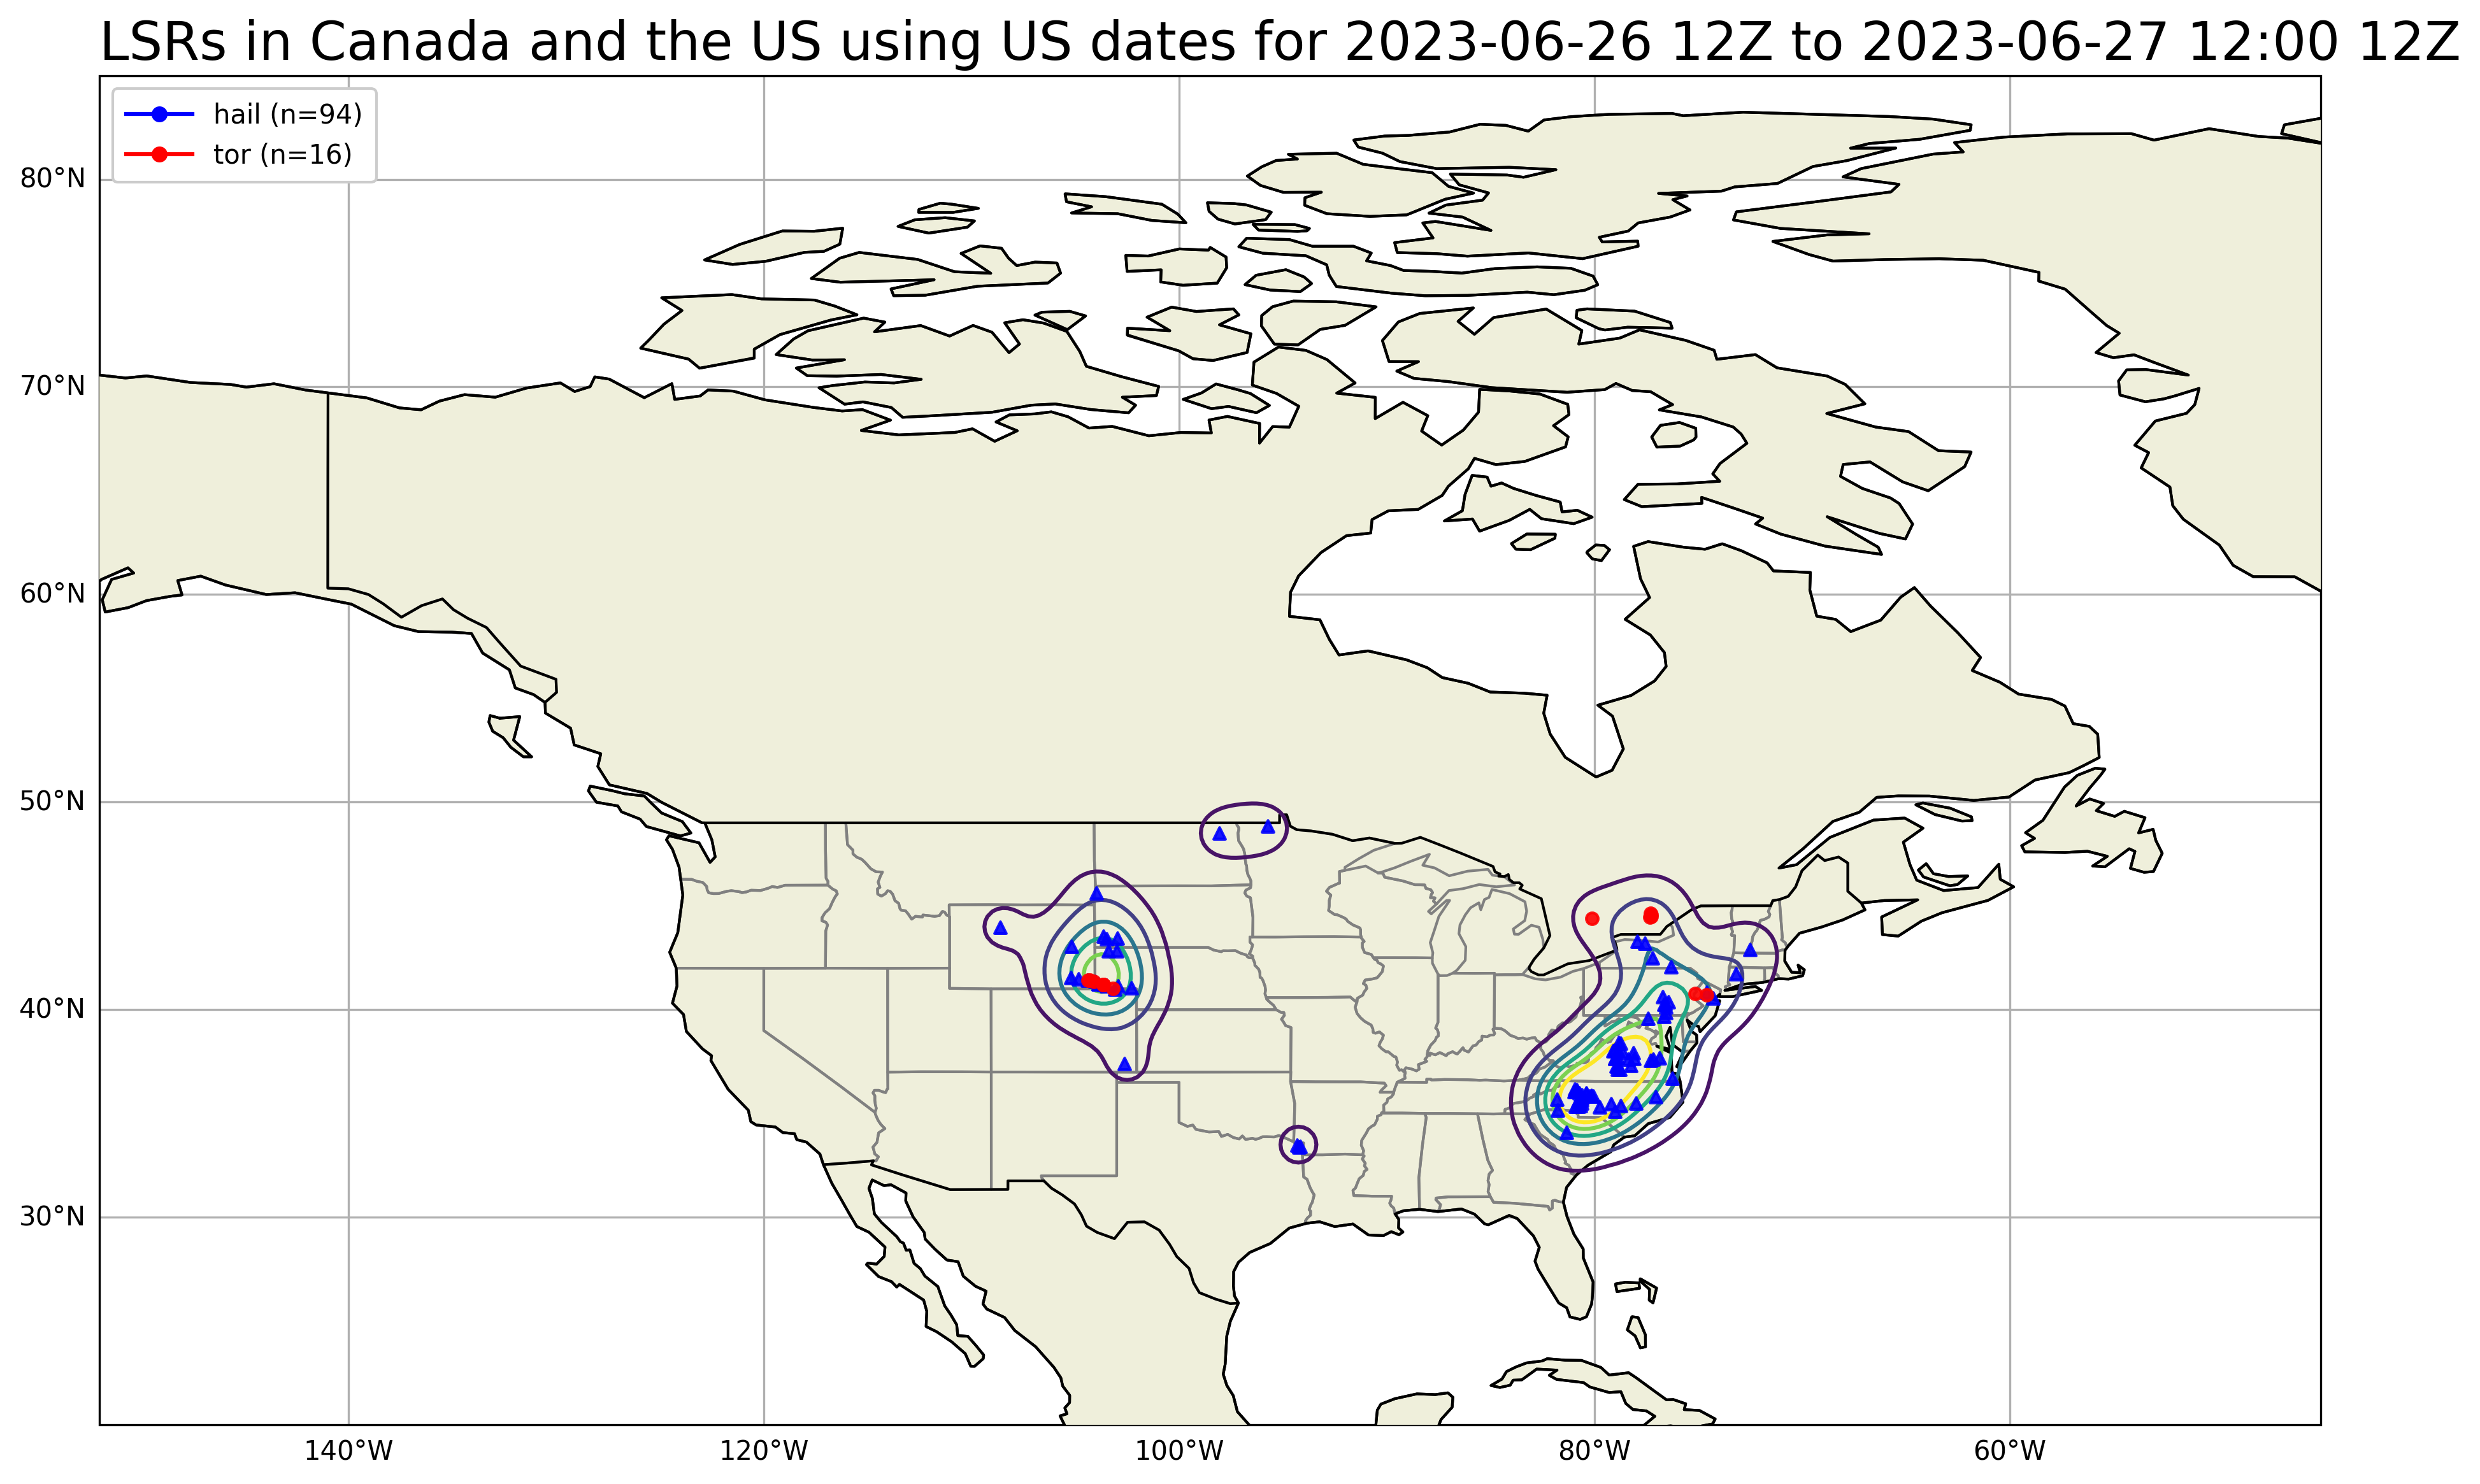 LSRs in Canada and the US using US dates for 2023-06-26 12Z to 2023-06-27 12:00 12Z
hail (n=94)
tor (n=16)
80°N
70°N
60°N
50°N
40°N
30°N
140°W
120°W
100°W
80°W
60°W